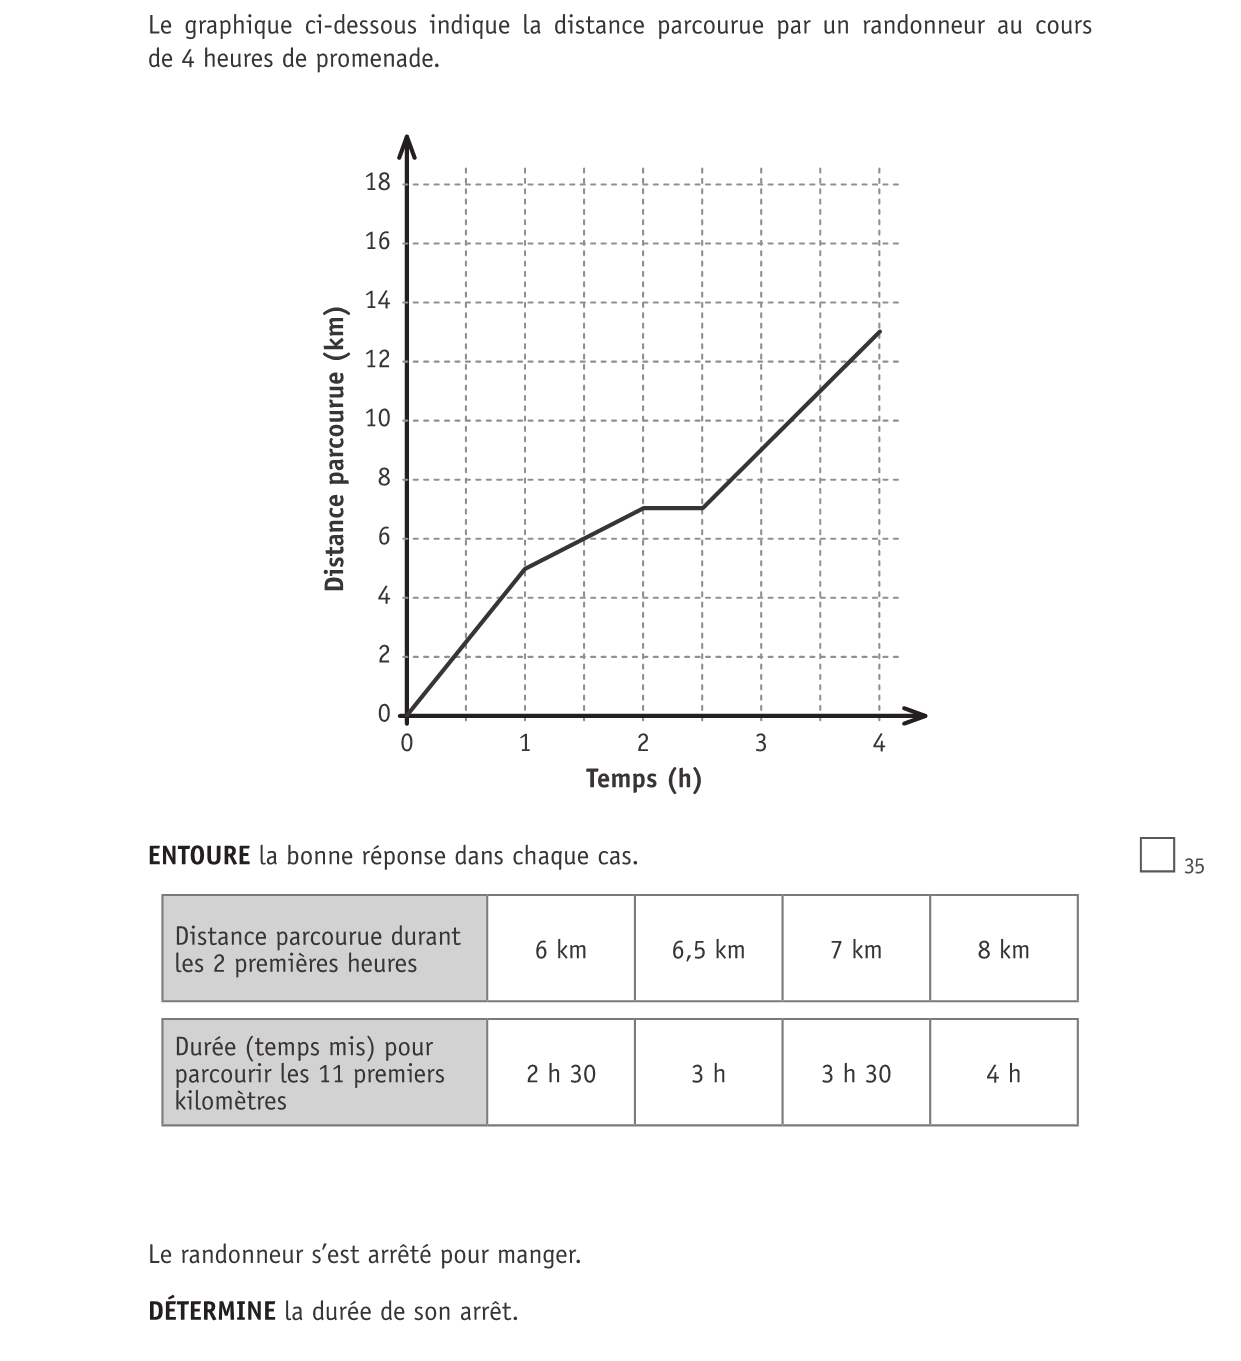 Le graphique ci-dessous indique la distance parcourue par un randonneur au cours
de 4 heures de promenade.
18
16
14
12
10
8
6
4
2
0
Distance parcourue (km)
0 1 2 3 4
Temps (h)
ENTOURE la bonne réponse dans chaque cas.
35
Distance parcourue durant
les 2 premières heures
6 km 6,5 km 7 km 8 km
Durée (temps mis) pour
parcourir les 11 premiers
kilomètres
2 h 30 3 h 3 h 30 4 h
Le randonneur s’est arrêté pour manger.
DÉTERMINE la durée de son arrêt.